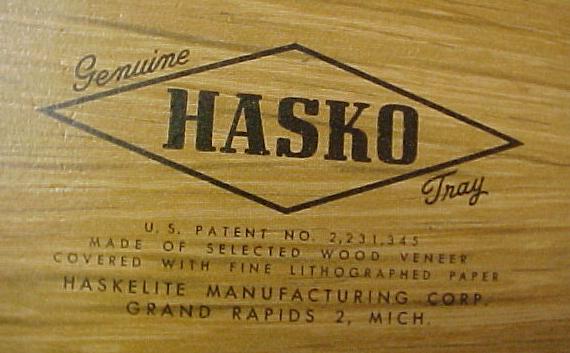 Genuine
HASKO
Tray
U.S. PATENT NO. 2,231,345
MADE OF SELECTED WOOD VENEER
COVERED WITH FINE LITHOGRAPHED PAPER
HASKELITE MANUFACTURING CORP.
GRAND RAPIDS 2, MICH.